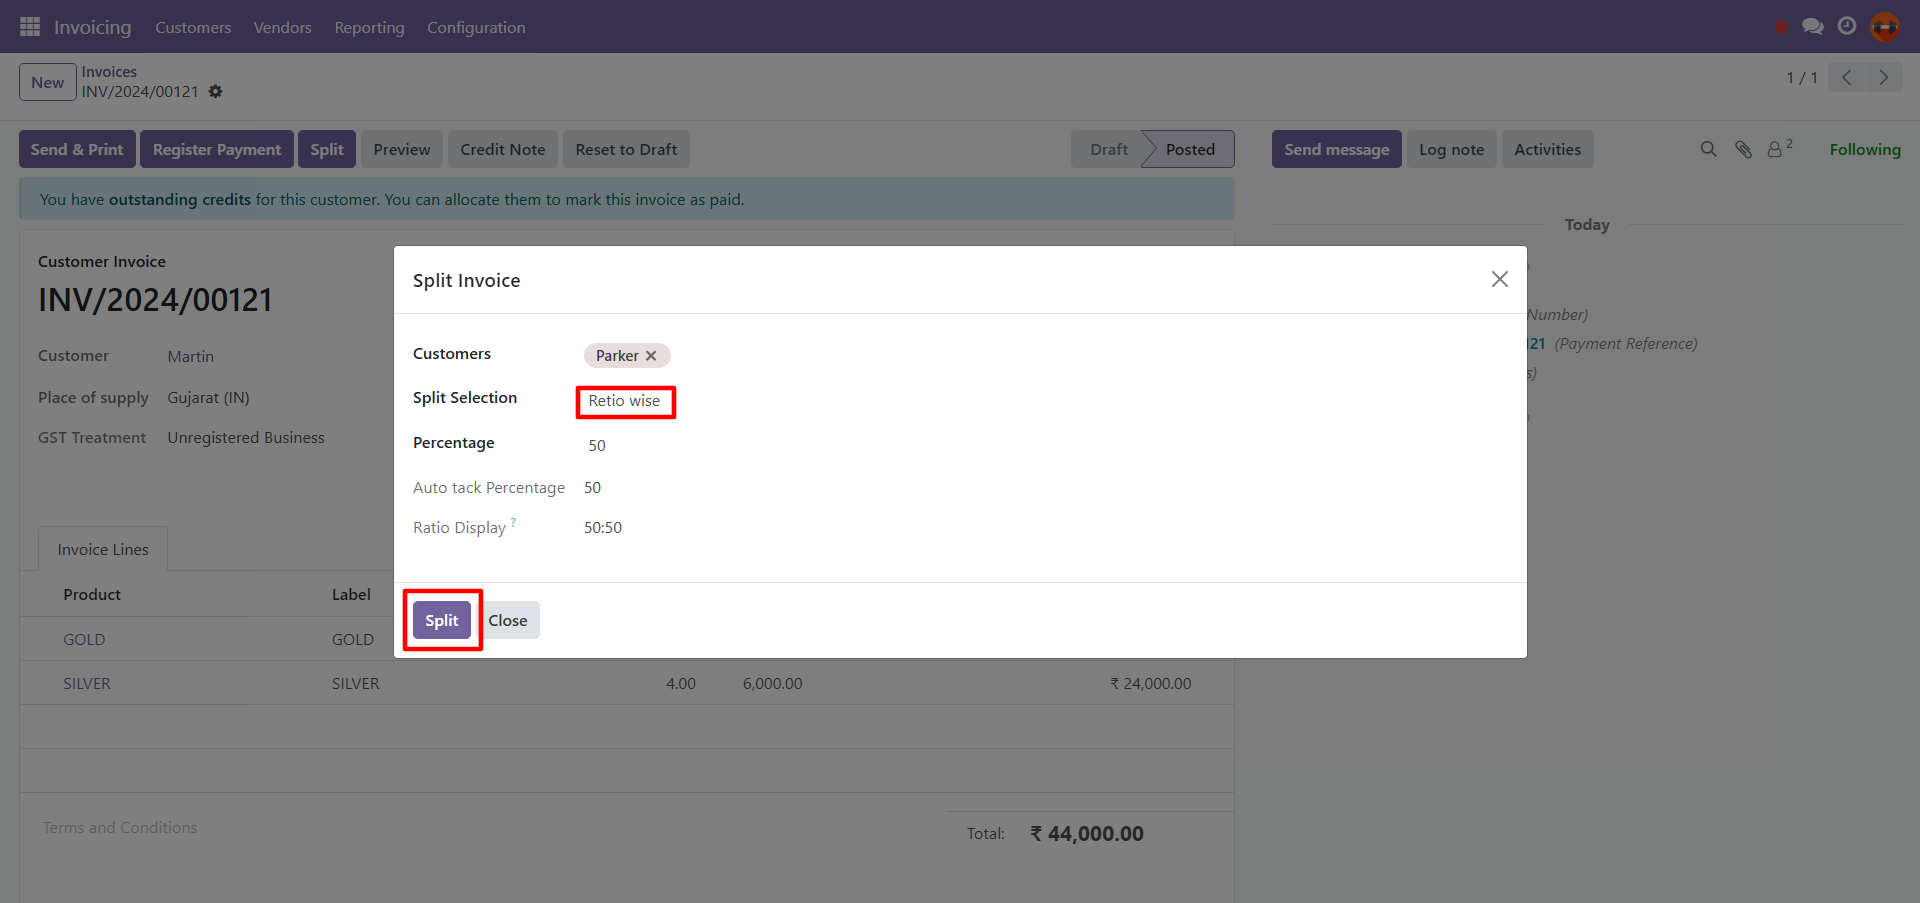 Invoicing Customers Vendors Reporting Configuration
New Invoices
INV/2024/00121
1 / 1
Send & Print Register Payment Split Preview Credit Note Reset to Draft Draft Posted Send message Log note Activities 2 Following
You have outstanding credits for this customer. You can allocate them to mark this invoice as paid.
Today
Customer Invoice
INV/2024/00121
Customer Martin
Place of supply Gujarat (IN)
GST Treatment Unregistered Business
Split Invoice
Customers Parker
Split Selection Retio wise
Percentage 50
Auto tack Percentage 50
Ratio Display ? 50:50
Split Close
Number)
121 (Payment Reference)
s)
Invoice Lines
Product Label
GOLD GOLD
SILVER SILVER 4.00 6,000.00 ₹ 24,000.00
Terms and Conditions
Total: ₹ 44,000.00